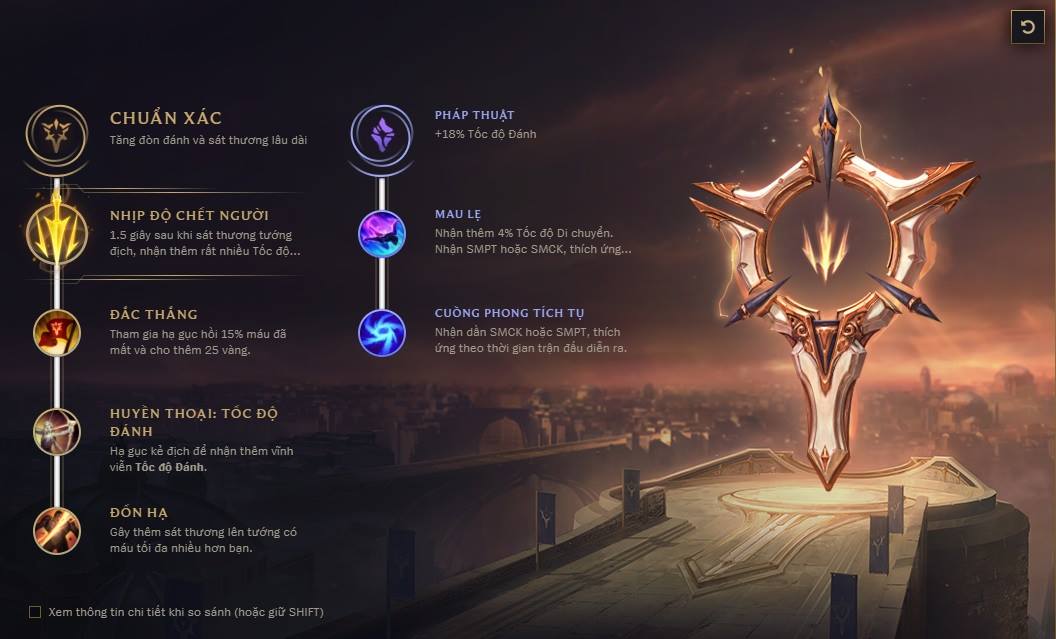 CHUẨN XÁC
Tăng đòn đánh và sát thương lâu dài
NHỊP ĐỘ CHẾT NGƯỜI
1.5 giây sau khi sát thương tướng
địch, nhận thêm rất nhiều Tốc độ...
ĐẮC THẮNG
Tham gia hạ gục hồi 15% máu đã
mất và cho thêm 25 vàng.
HUYỀN THOẠI: TỐC ĐỘ
ĐÁNH
Hạ gục kẻ địch để nhận thêm vĩnh
viễn Tốc độ Đánh.
ĐỐN HẠ
Gây thêm sát thương lên tướng có
máu tối đa nhiều hơn bạn.
PHÁP THUẬT
+18% Tốc độ Đánh
MAU LẸ
Nhận thêm 4% Tốc độ Di chuyển.
Nhận SMPT hoặc SMCK, thích ứng...
CUỒNG PHONG TÍCH TỤ
Nhận dần SMCK hoặc SMPT, thích
ứng theo thời gian trận đấu diễn ra.
Xem thông tin chi tiết khi so sánh (hoặc giữ SHIFT)